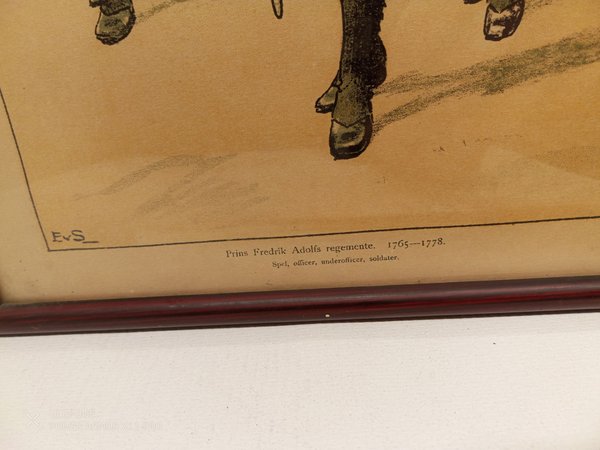 EvS
Prins Fredrik Adolfs regemente. 1765—1778.
Spel, officer, underofficer, soldater.